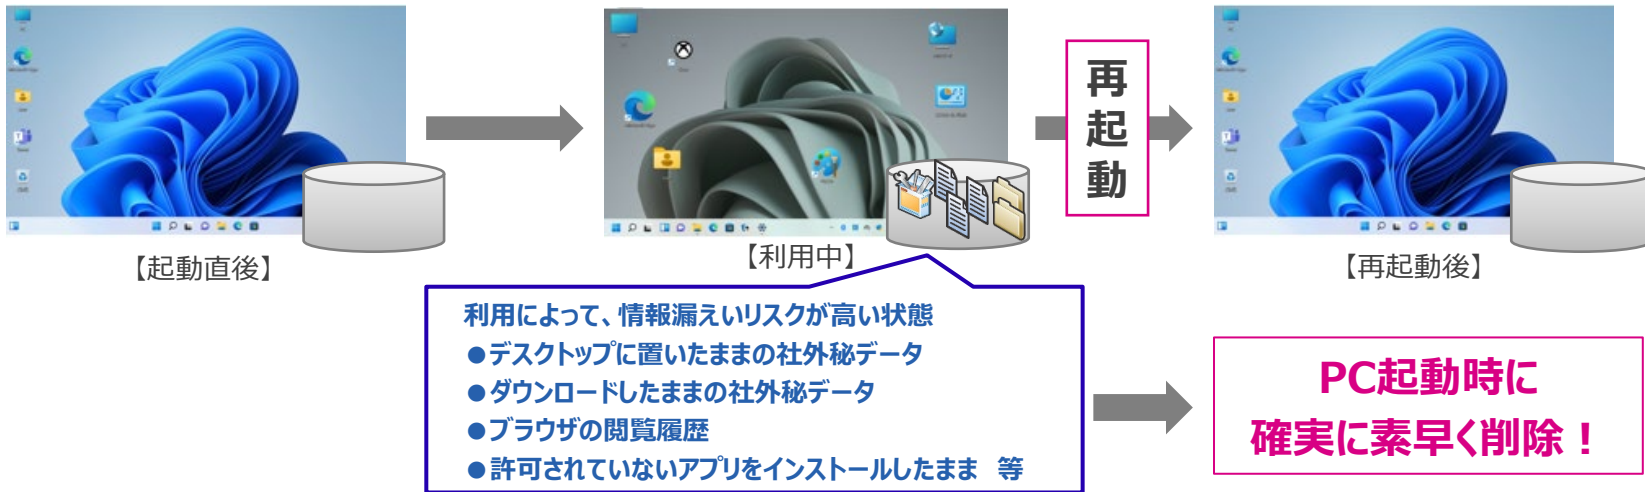 再起動
【起動直後】
【利用中】
【再起動後】
利用によって、情報漏えいリスクが高い状態
●デスクトップに置いたままの社外秘データ
●ダウンロードしたままの社外秘データ
●ブラウザの閲覧履歴
●許可されていないアプリをインストールしたまま 等
PC起動時に
確実に素早く削除！